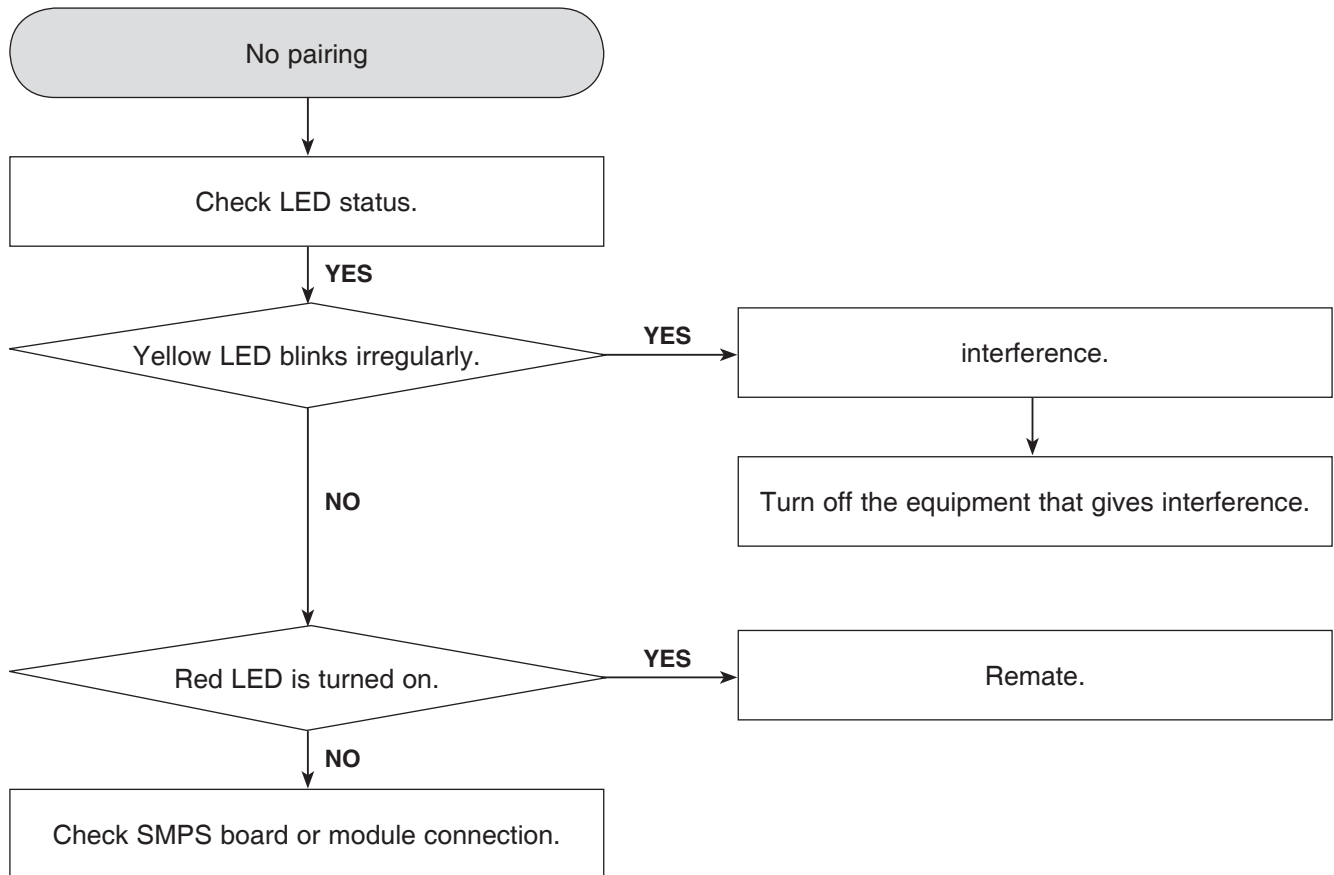 No pairing
Check LED status.
YES
Yellow LED blinks irregularly.
YES
interference.
Turn off the equipment that gives interference.
NO
Red LED is turned on.
YES
Remate.
NO
Check SMPS board or module connection.